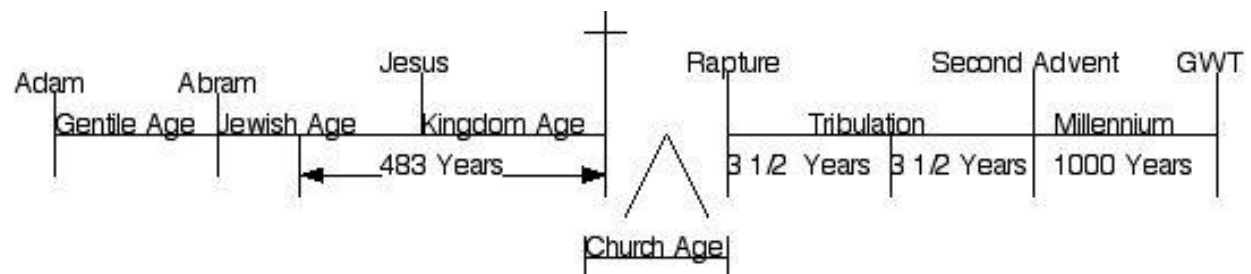 Jesus Rapture Second Advent GWT
Adam Abram
Gentile Age Jewish Age Kingdom Age Tribulation Millennium
483 Years 3 1/2 Years 3 1/2 Years 1000 Years
Church Age